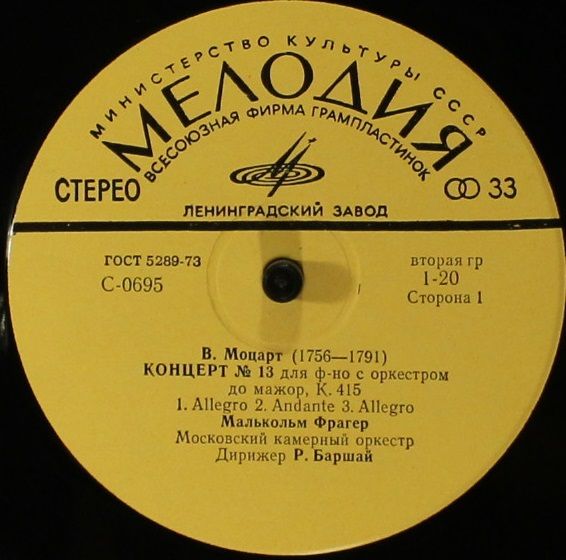 МИНИСТЕРСТВО КУЛЬТУРЫ СССР
МЕЛОДИЯ
ВСЕСОЮЗНАЯ ФИРМА ГРАМПЛАСТИНОК
СТЕРЕО
33
ЛЕНИНГРАДСКИЙ ЗАВОД
ГОСТ 5289-73
С-0695
вторая гр
1-20
Сторона 1
В. Моцарт (1756—1791)
КОНЦЕРТ № 13 для ф-но с оркестром
до мажор, К. 415
1. Allegro 2. Andante 3. Allegro
Малькольм Фрагер
Московский камерный оркестр
Дирижер Р. Баршай